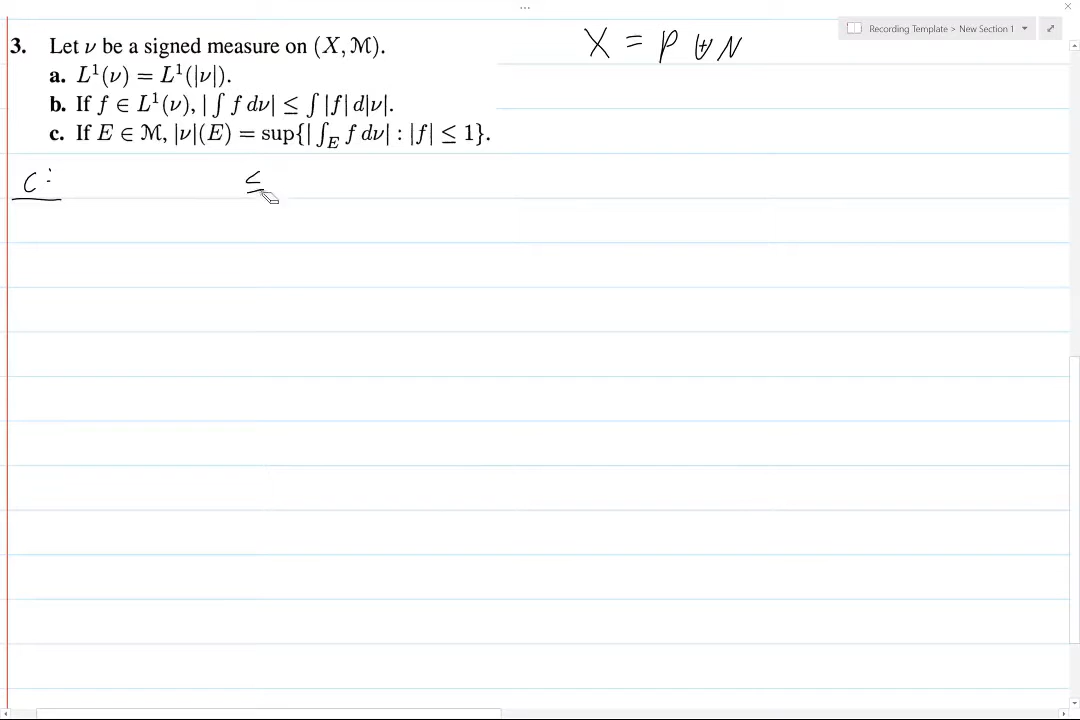 Recording Template > New Section 1
3. Let ν be a signed measure on (X, ℳ).
X = P ⊎ N
a. L¹(ν) = L¹(|ν|).
b. If f ∈ L¹(ν), |∫ f dν| ≤ ∫ |f| d|ν|.
c. If E ∈ ℳ, |ν|(E) = sup{|∫_E f dν| : |f| ≤ 1}.
C: ≤